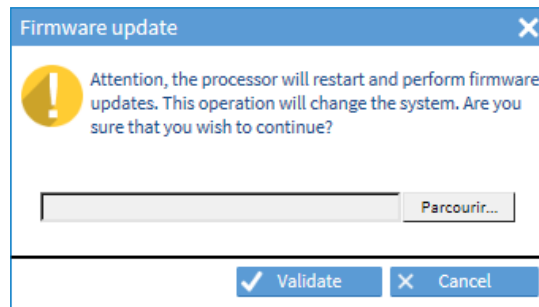 Firmware update
Attention, the processor will restart and perform firmware
updates. This operation will change the system. Are you
sure that you wish to continue?
Parcourir...
Validate
Cancel